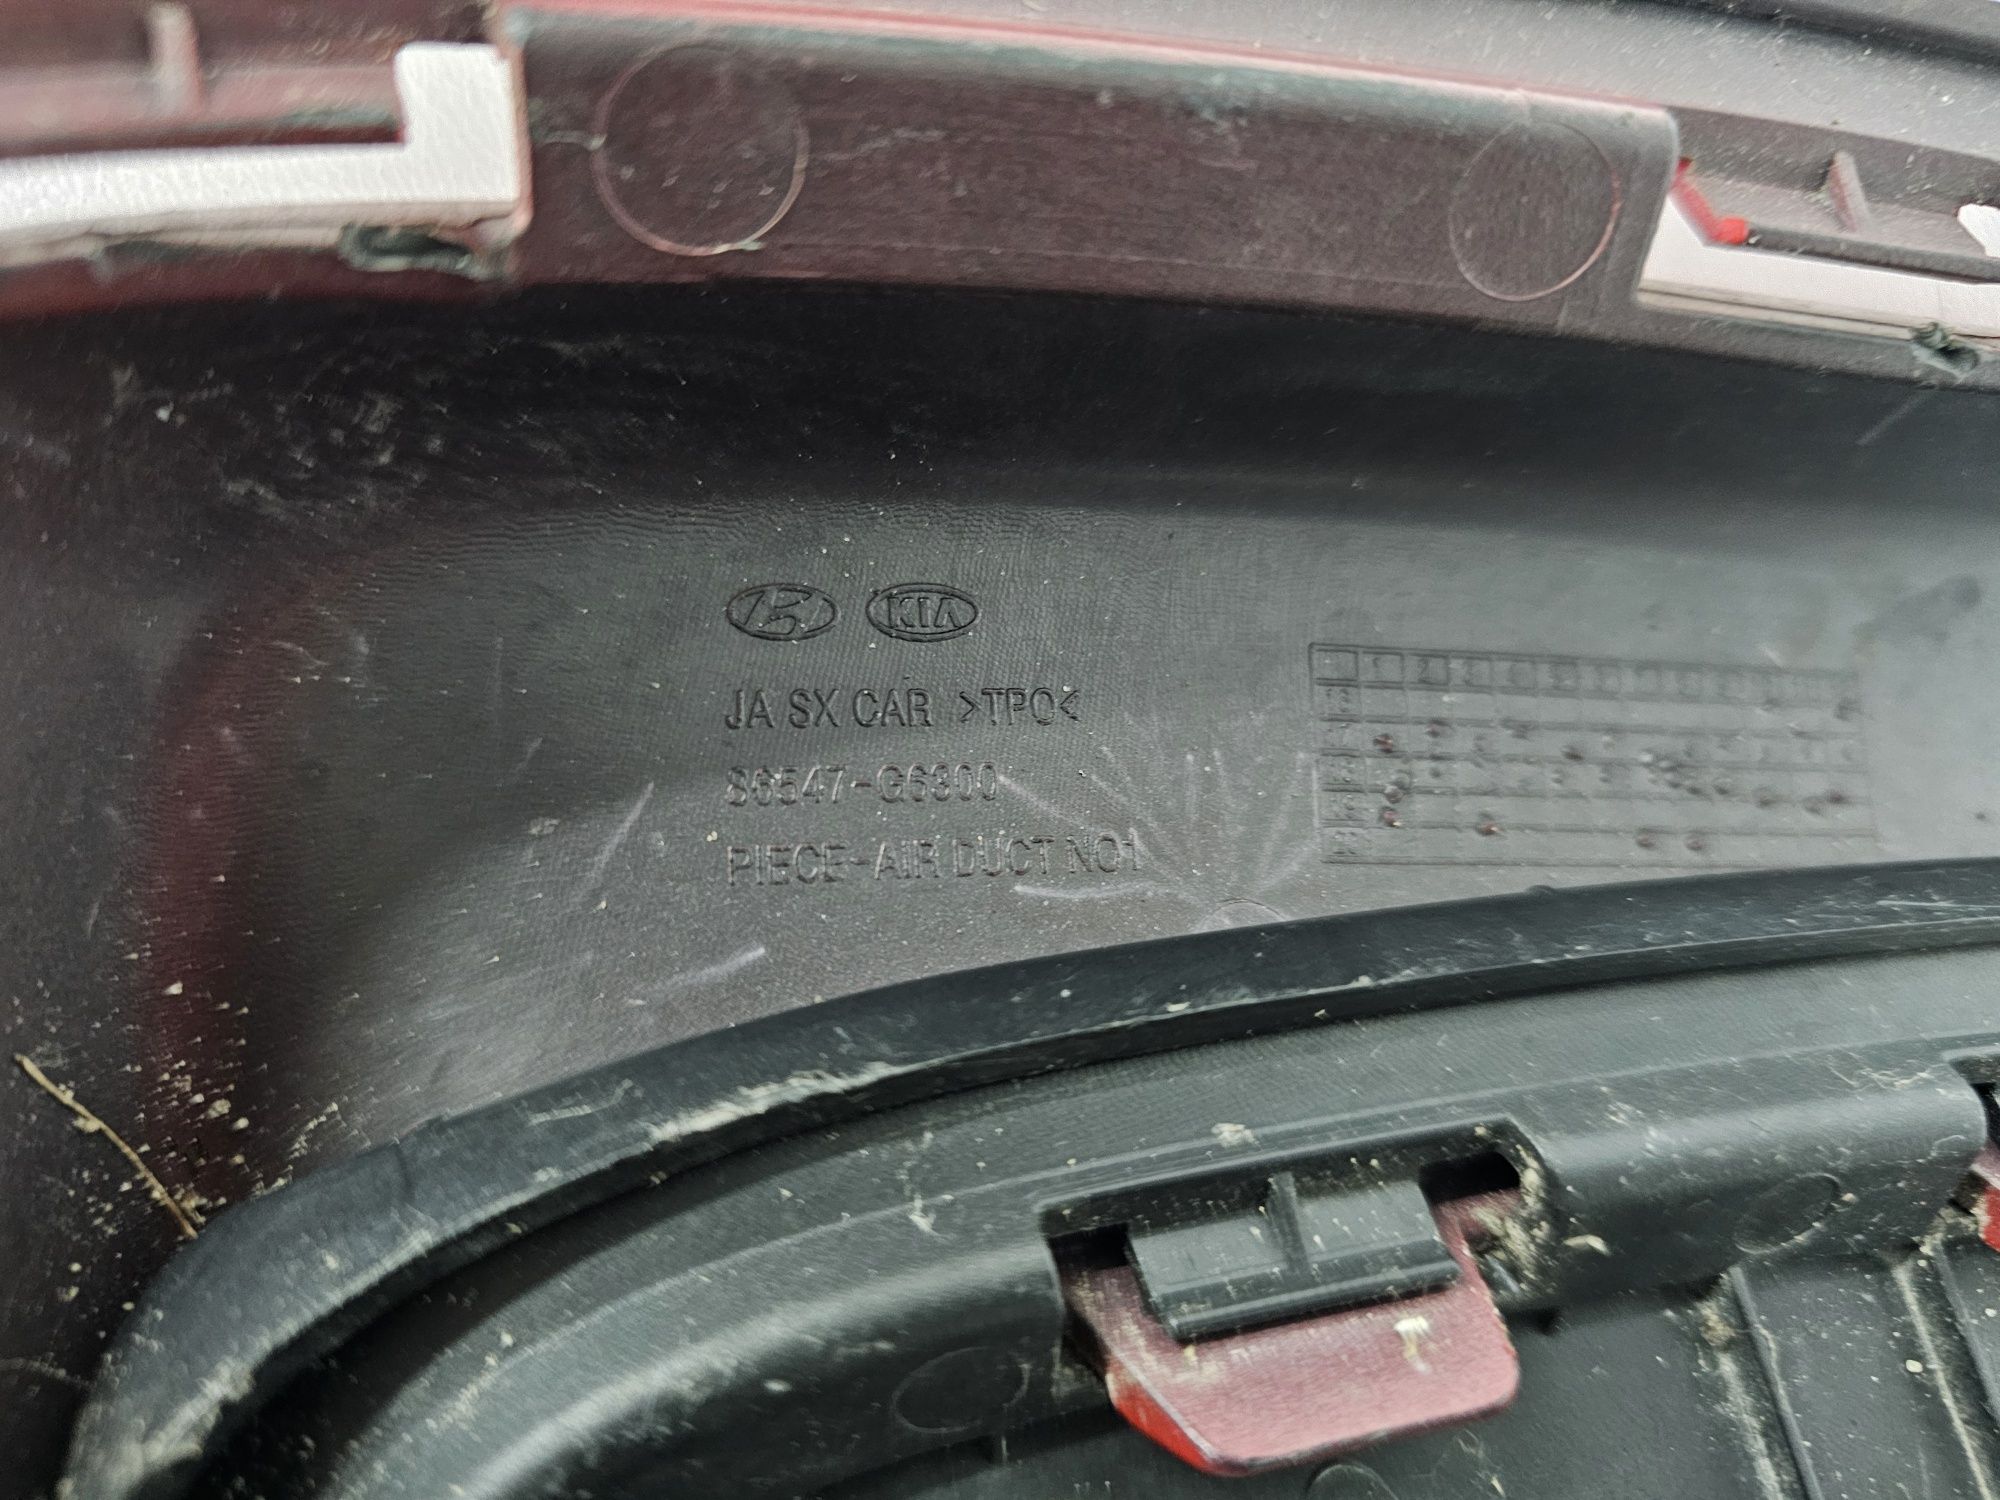 KIA
JA SX CAR >TPO<
86547-G6300
PIECE-AIR DUCT NO1